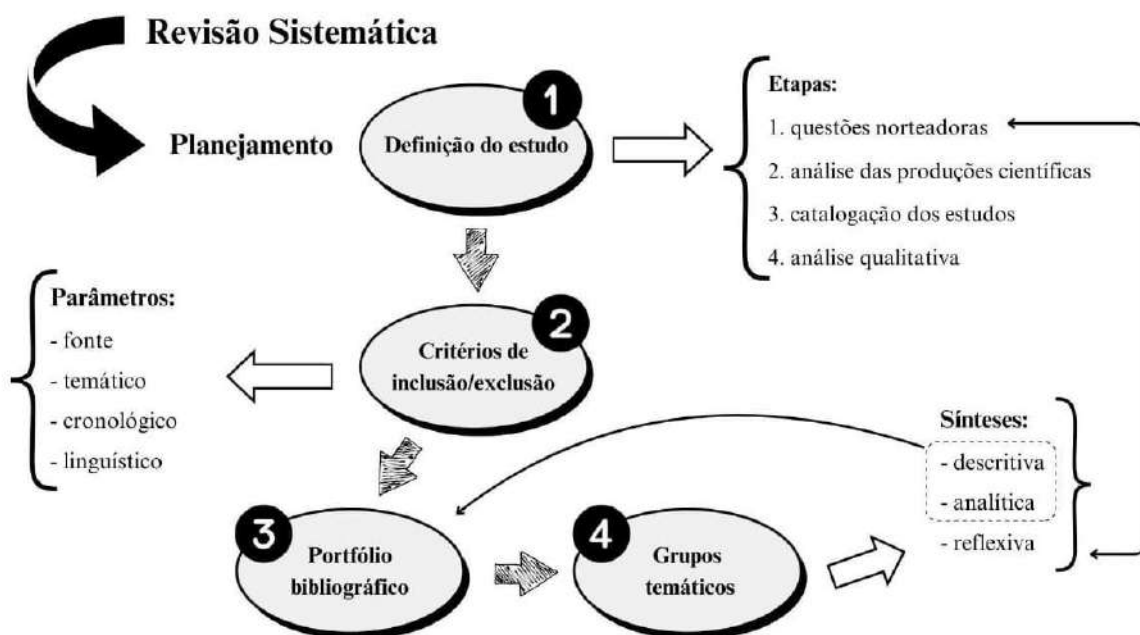 Revisão Sistemática
Planejamento
1
Definição do estudo
Etapas:
1. questões norteadoras
2. análise das produções científicas
3. catalogação dos estudos
4. análise qualitativa
2
Critérios de
inclusão/exclusão
Parâmetros:
- fonte
- temático
- cronológico
- linguístico
3
Portfólio
bibliográfico
4
Grupos
temáticos
Sínteses:
- descritiva
- analítica
- reflexiva